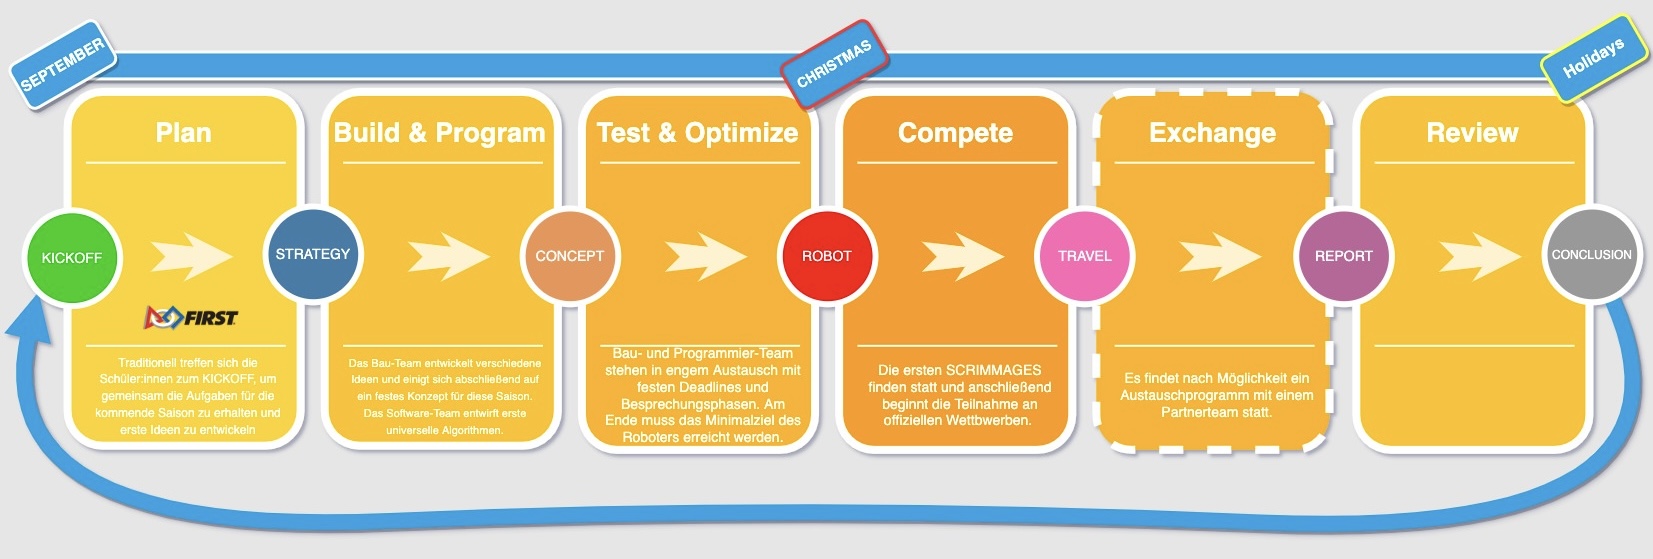 SEPTEMBER
CHRISTMAS
Holidays
Plan
Build & Program
Test & Optimize
Compete
Exchange
Review
KICKOFF
STRATEGY
CONCEPT
ROBOT
TRAVEL
REPORT
CONCLUSION
FIRST
Traditionell treffen sich die
Schüler:innen zum KICKOFF, um
gemeinsam die Aufgaben für die
kommende Saison zu erhalten und
erste Ideen zu entwickeln
Das Bau-Team entwickelt verschiedene
Ideen und einigt sich abschließend auf
ein festes Konzept für diese Saison.
Das Software-Team entwirft erste
universelle Algorithmen.
Bau- und Programmier-Team
stehen in engem Austausch mit
festen Deadlines und
Besprechungsphasen. Am
Ende muss das Minimalziel des
Roboters erreicht werden.
Die ersten SCRIMMAGES
finden statt und anschließend
beginnt die Teilnahme an
offiziellen Wettbwerben.
Es findet nach Möglichkeit ein
Austauschprogramm mit einem
Partnerteam statt.